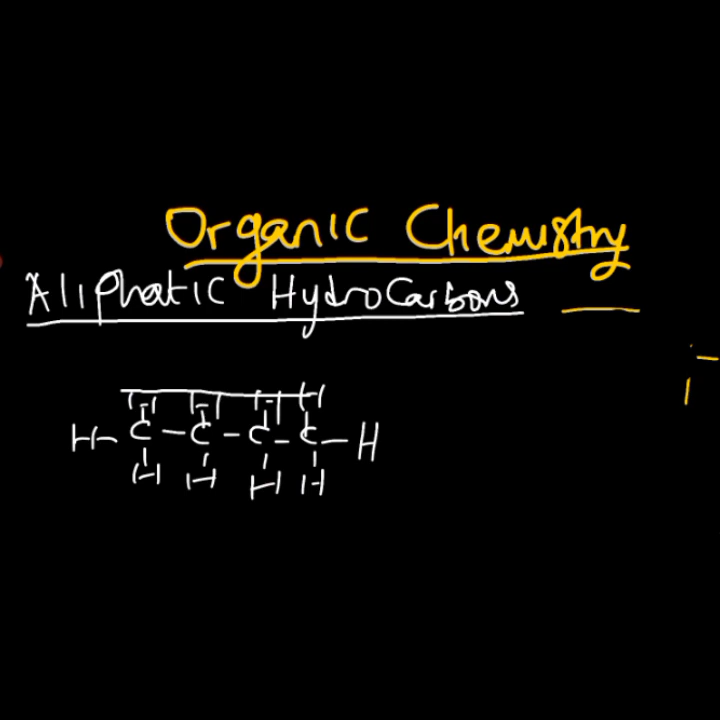 Organic Chemistry
Aliphatic HydroCarbons
H H H H
H-C-C-C-C-H
H H H H